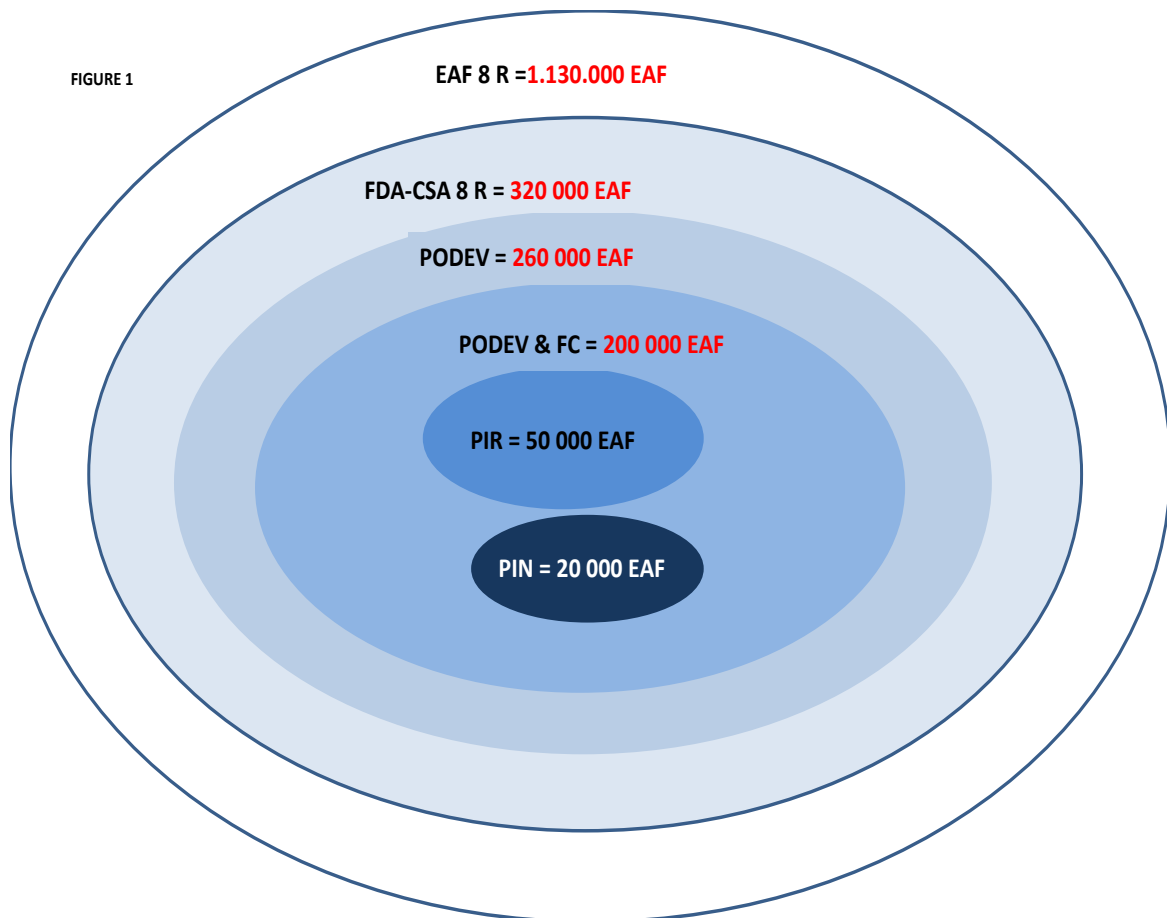 EAF 8 R =1.130.000 EAF
FIGURE 1
FDA-CSA 8 R = 320 000 EAF
PODEV = 260 000 EAF
PODEV & FC = 200 000 EAF
PIR = 50 000 EAF
PIN = 20 000 EAF